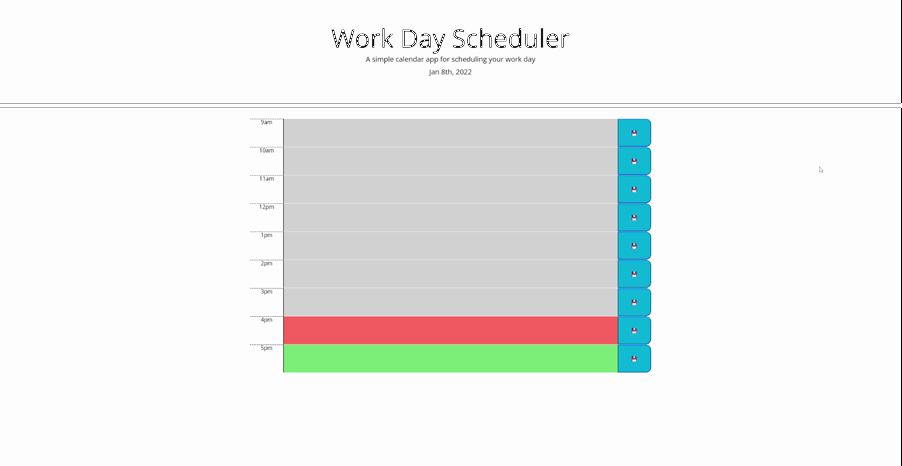 Work Day Scheduler
A simple calendar app for scheduling your work day
Jan 8th, 2022
9am
10am
11am
12pm
1pm
2pm
3pm
4pm
5pm